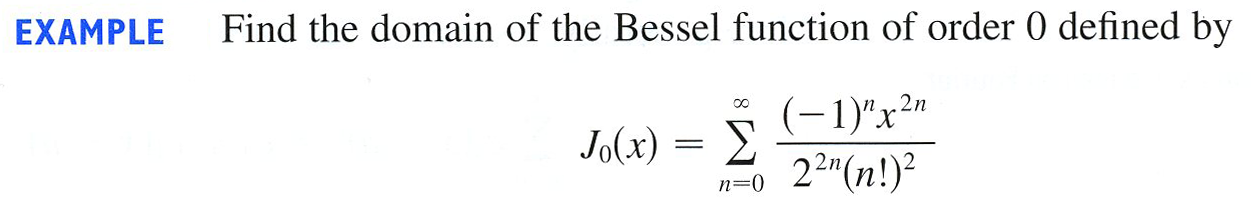 EXAMPLE Find the domain of the Bessel function of order 0 defined by
J₀(x) = ∑_{n=0}^{∞} \frac{(−1)ⁿx²ⁿ}{2²ⁿ(n!)²}